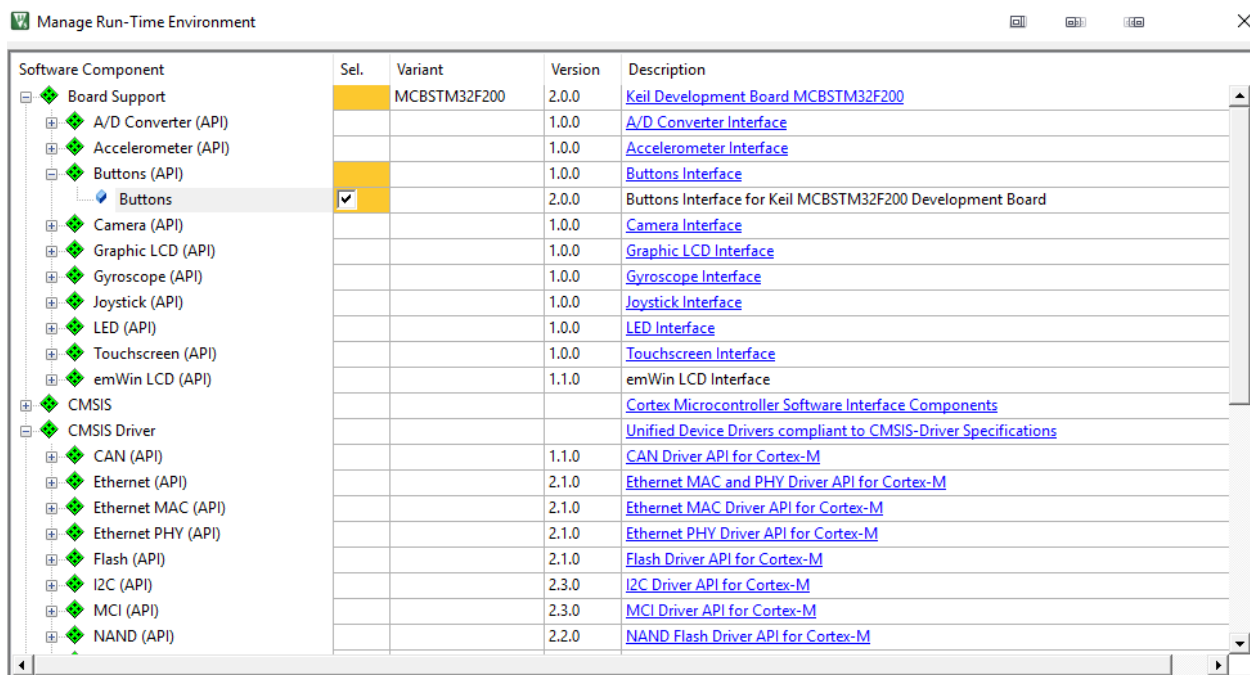 Manage Run-Time Environment
Software Component Sel. Variant Version Description
Board Support MCBSTM32F200 2.0.0 Keil Development Board MCBSTM32F200
A/D Converter (API) 1.0.0 A/D Converter Interface
Accelerometer (API) 1.0.0 Accelerometer Interface
Buttons (API) 1.0.0 Buttons Interface
Buttons 2.0.0 Buttons Interface for Keil MCBSTM32F200 Development Board
Camera (API) 1.0.0 Camera Interface
Graphic LCD (API) 1.0.0 Graphic LCD Interface
Gyroscope (API) 1.0.0 Gyroscope Interface
Joystick (API) 1.0.0 Joystick Interface
LED (API) 1.0.0 LED Interface
Touchscreen (API) 1.0.0 Touchscreen Interface
emWin LCD (API) 1.1.0 emWin LCD Interface
CMSIS Cortex Microcontroller Software Interface Components
CMSIS Driver Unified Device Drivers compliant to CMSIS-Driver Specifications
CAN (API) 1.1.0 CAN Driver API for Cortex-M
Ethernet (API) 2.1.0 Ethernet MAC and PHY Driver API for Cortex-M
Ethernet MAC (API) 2.1.0 Ethernet MAC Driver API for Cortex-M
Ethernet PHY (API) 2.1.0 Ethernet PHY Driver API for Cortex-M
Flash (API) 2.1.0 Flash Driver API for Cortex-M
I2C (API) 2.3.0 I2C Driver API for Cortex-M
MCI (API) 2.3.0 MCI Driver API for Cortex-M
NAND (API) 2.2.0 NAND Flash Driver API for Cortex-M